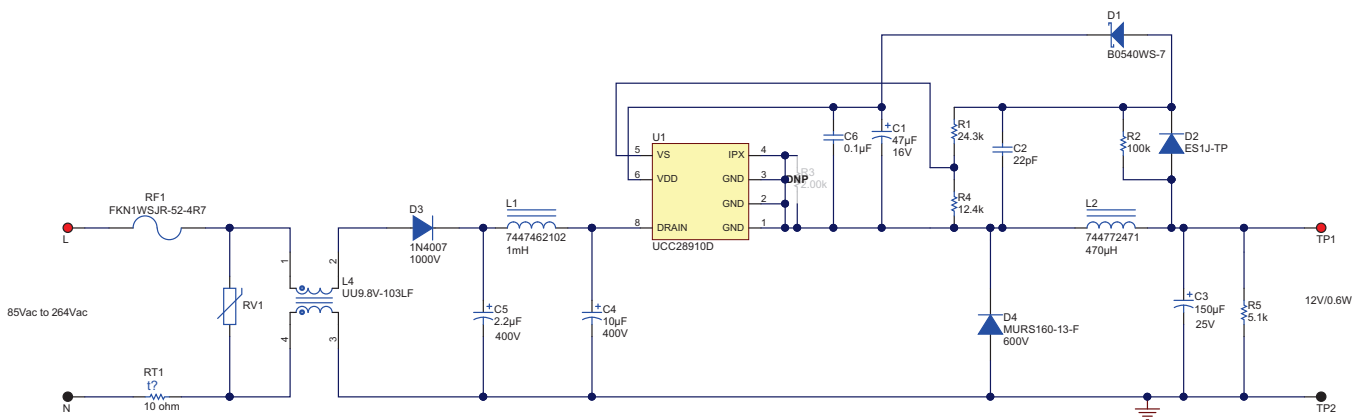 D1
B0540WS-7
U1
5 VS IPX 4
6 VDD GND 3
GND 2
8 DRAIN GND 1
UCC28910D
DNP
R3
2.00k
C6
0.1µF
+ C1
47µF
16V
R1
24.3k
C2
22pF
R2
100k
D2
ES1J-TP
R4
12.4k
RF1
FKN1WSJR-52-4R7
L
D3
1N4007
1000V
L1
7447462102
1mH
L2
744772471
470µH
TP1
1
2
L4
UU9.8V-103LF
RV1
4
3
85Vac to 264Vac
+ C5
2.2µF
400V
+ C4
10µF
400V
D4
MURS160-13-F
600V
+ C3
150µF
25V
R5
5.1k
12V/0.6W
RT1
t?
10 ohm
N
TP2